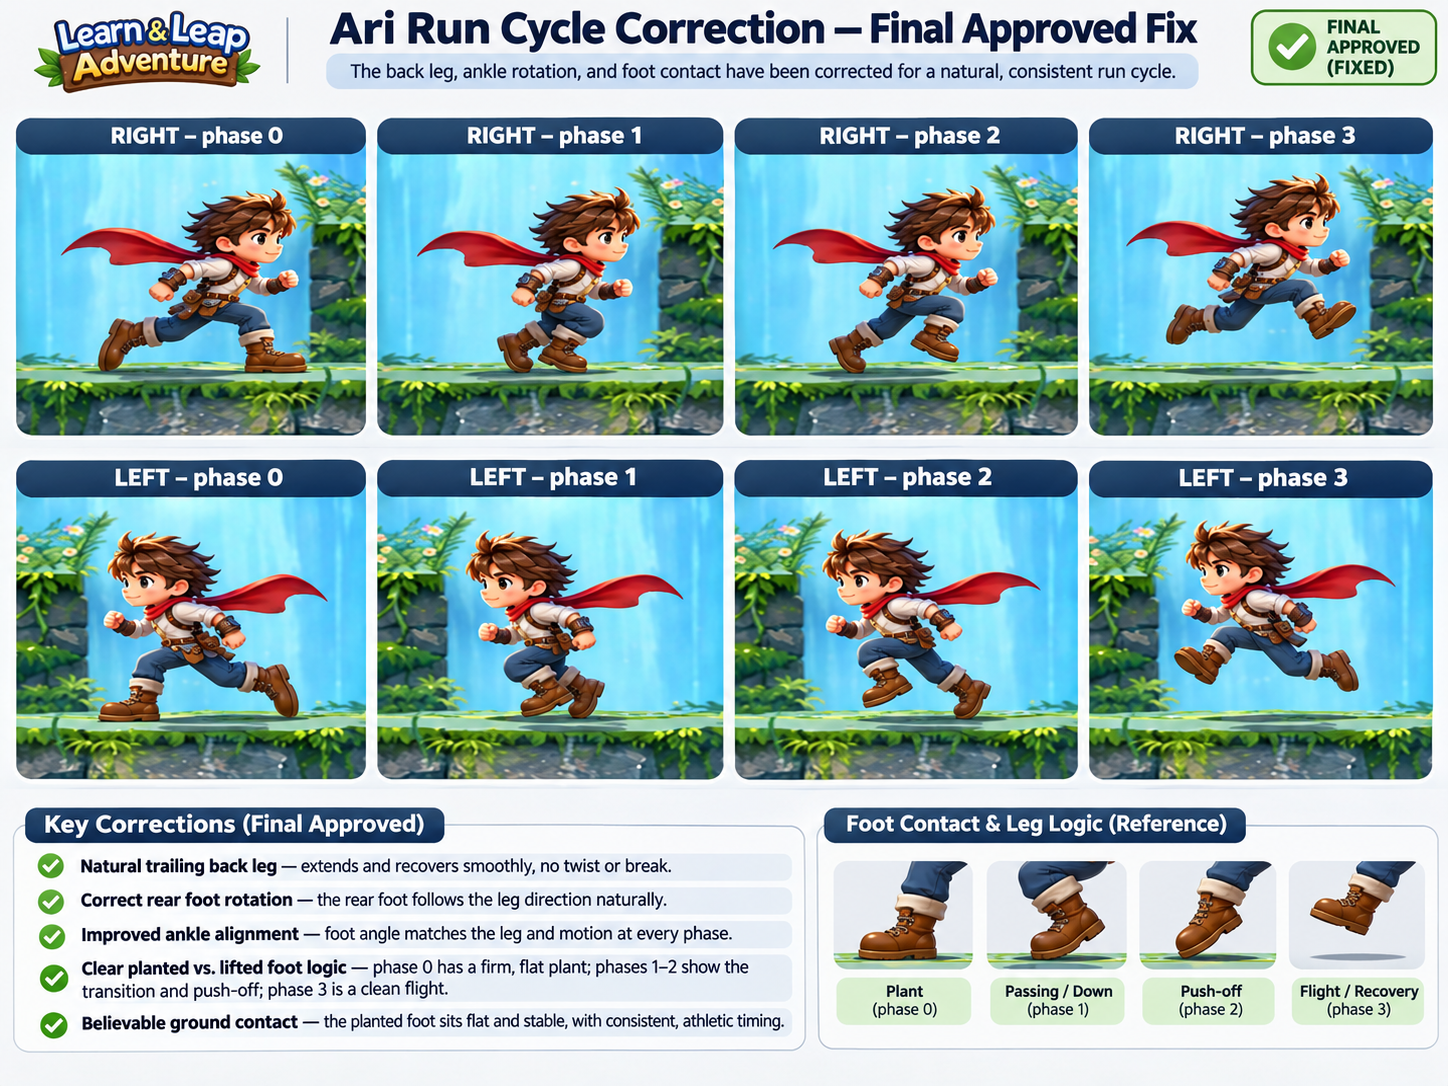 Learn & Leap
Adventure
Ari Run Cycle Correction — Final Approved Fix
The back leg, ankle rotation, and foot contact have been corrected for a natural, consistent run cycle.
FINAL
APPROVED
(FIXED)
RIGHT – phase 0
RIGHT – phase 1
RIGHT – phase 2
RIGHT – phase 3
LEFT – phase 0
LEFT – phase 1
LEFT – phase 2
LEFT – phase 3
Key Corrections (Final Approved)
Natural trailing back leg — extends and recovers smoothly, no twist or break.
Correct rear foot rotation — the rear foot follows the leg direction naturally.
Improved ankle alignment — foot angle matches the leg and motion at every phase.
Clear planted vs. lifted foot logic — phase 0 has a firm, flat plant; phases 1–2 show the
transition and push-off; phase 3 is a clean flight.
Believable ground contact — the planted foot sits flat and stable, with consistent, athletic timing.
Foot Contact & Leg Logic (Reference)
Plant
(phase 0)
Passing / Down
(phase 1)
Push-off
(phase 2)
Flight / Recovery
(phase 3)